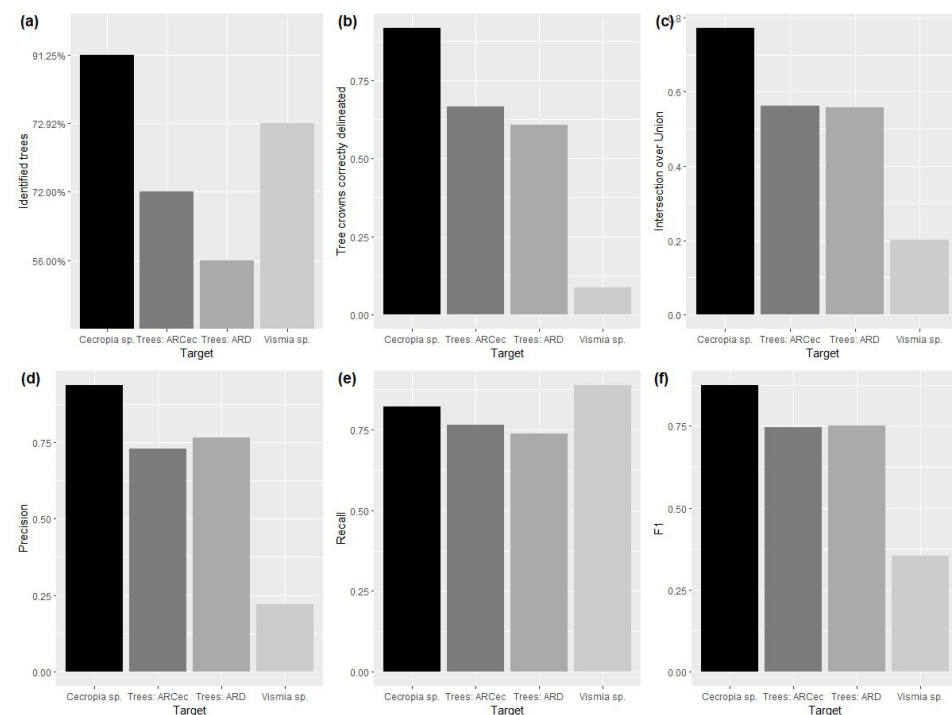 (a)
Identified trees
91.25%
72.92%
72.00%
56.00%
Cecropia sp. Trees: ARCec Trees: ARD Vismia sp.
Target
(b)
Tree crowns correctly delineated
0.75
0.50
0.25
0.00
Cecropia sp. Trees: ARCec Trees: ARD Vismia sp.
Target
(c)
Intersection over Union
0.8
0.6
0.4
0.2
0.0
Cecropia sp. Trees: ARCec Trees: ARD Vismia sp.
Target
(d)
Precision
0.75
0.50
0.25
0.00
Cecropia sp. Trees: ARCec Trees: ARD Vismia sp.
Target
(e)
Recall
0.75
0.50
0.25
0.00
Cecropia sp. Trees: ARCec Trees: ARD Vismia sp.
Target
(f)
F1
0.75
0.50
0.25
0.00
Cecropia sp. Trees: ARCec Trees: ARD Vismia sp.
Target